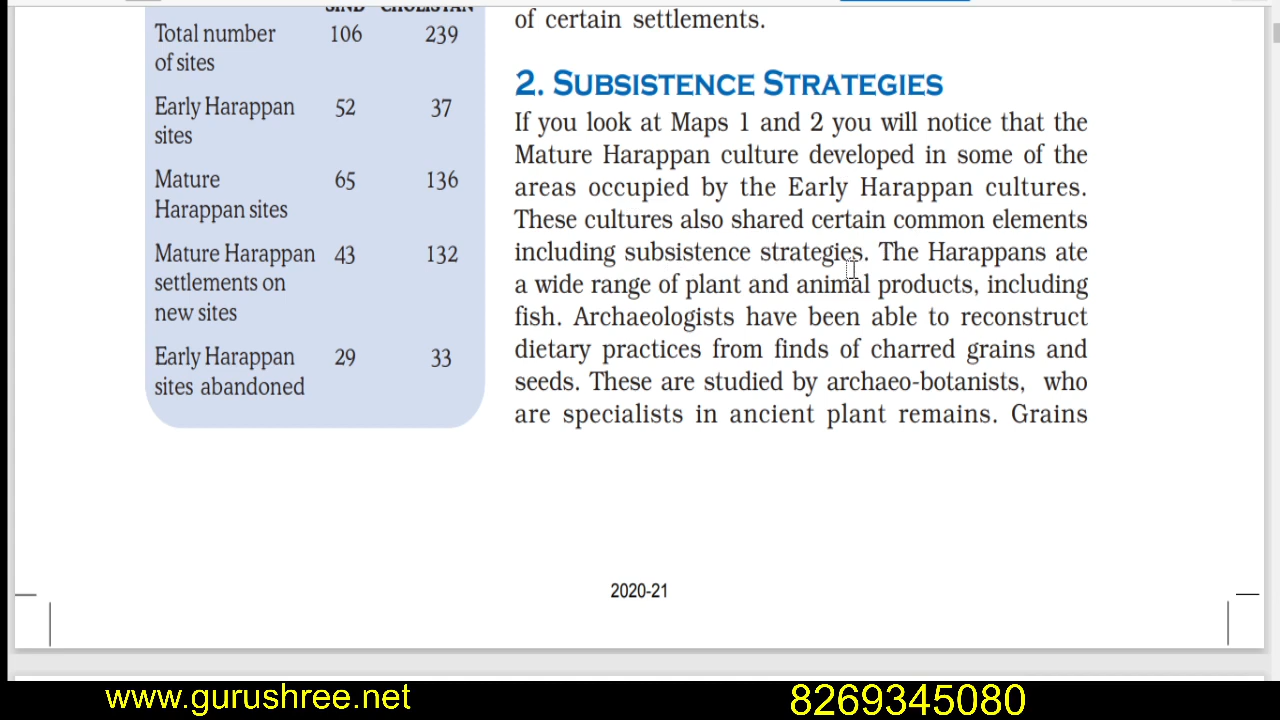 SIND CHOLISTAN
Total number 106 239
of sites
Early Harappan 52 37
sites
Mature 65 136
Harappan sites
Mature Harappan 43 132
settlements on
new sites
Early Harappan 29 33
sites abandoned
of certain settlements.
2. SUBSISTENCE STRATEGIES
If you look at Maps 1 and 2 you will notice that the
Mature Harappan culture developed in some of the
areas occupied by the Early Harappan cultures.
These cultures also shared certain common elements
including subsistence strategies. The Harappans ate
a wide range of plant and animal products, including
fish. Archaeologists have been able to reconstruct
dietary practices from finds of charred grains and
seeds. These are studied by archaeo-botanists, who
are specialists in ancient plant remains. Grains
2020-21
www.gurushree.net
8269345080